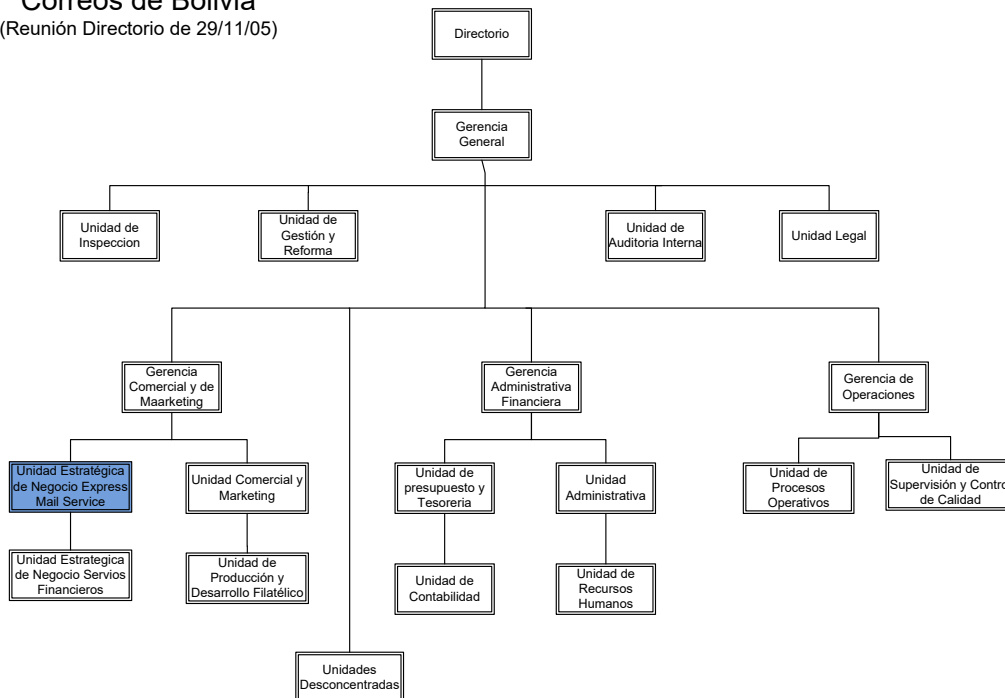 Correos de Bolivia
(Reunión Directorio de 29/11/05)
Directorio
Gerencia
General
Unidad de
Inspeccion
Unidad de
Gestión y
Reforma
Unidad de
Auditoria Interna
Unidad Legal
Gerencia
Comercial y de
Maarketing
Gerencia
Administrativa
Financiera
Gerencia de
Operaciones
Unidad Estratégica
de Negocio Express
Mail Service
Unidad Comercial y
Marketing
Unidad de
presupuesto y
Tesoreria
Unidad
Administrativa
Unidad de
Procesos
Operativos
Unidad de
Supervisión y Contro
de Calidad
Unidad Estrategica
de Negocio Servios
Financieros
Unidad de
Producción y
Desarrollo Filatélico
Unidad de
Contabilidad
Unidad de
Recursos
Humanos
Unidades
Desconcentradas